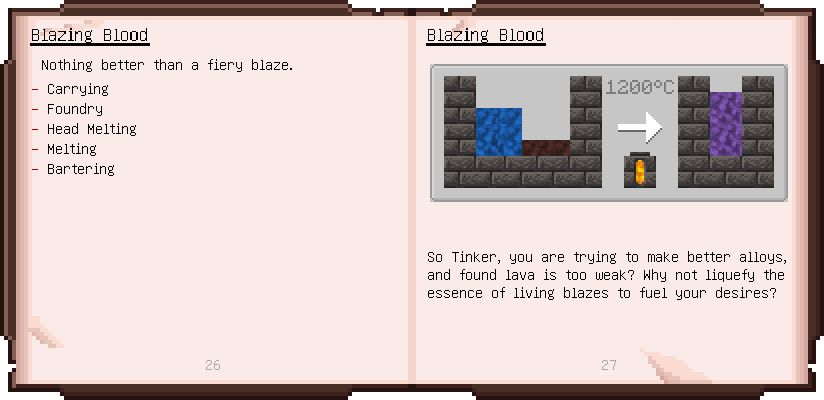 Blazing Blood
Nothing better than a fiery blaze.
- Carrying
- Foundry
- Head Melting
- Melting
- Bartering
26
Blazing Blood
1200°C
So Tinker, you are trying to make better alloys,
and found lava is too weak? Why not liquefy the
essence of living blazes to fuel your desires?
27